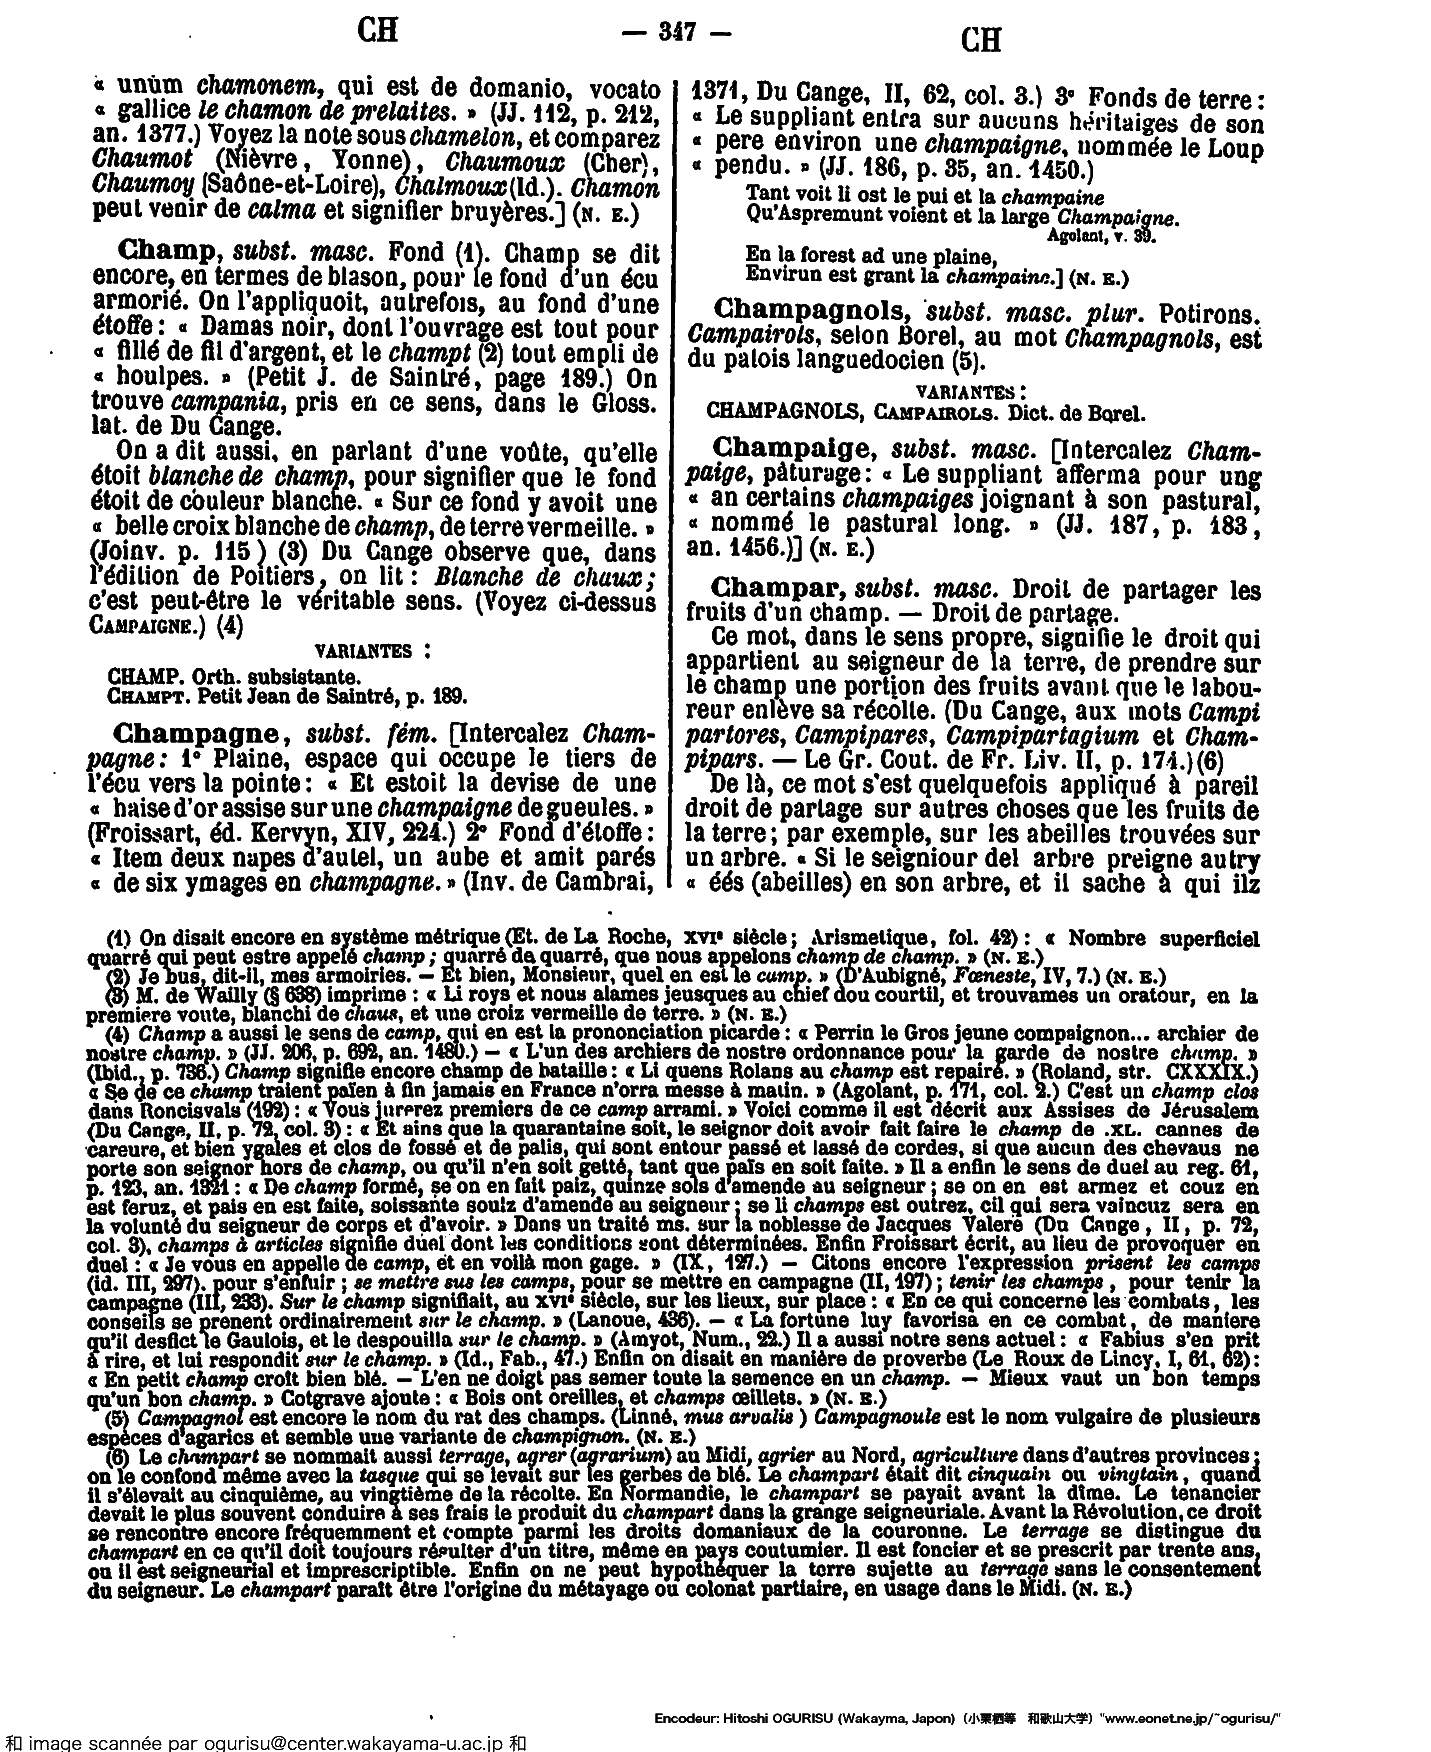 CH — 347 — CH
« unum chamonem, qui est de domanio, vocato
« gallice le chamon de prelaites. » (JJ. 112, p. 212,
an. 1377.) Voyez la note sous chamelon, et comparez
Chaumot (Nièvre, Yonne), Chaumoux (Cher),
Chaumoy (Saône-et-Loire), Chalmoux (Id.). Chamon
peut venir de calma et signifier bruyères.] (N. E.)
Champ, subst. masc. Fond (1). Champ se dit
encore, en termes de blason, pour le fond d'un écu
armorié. On l'appliquoit, autrefois, au fond d'une
étoffe : « Damas noir, dont l'ouvrage est tout pour
« fillé de fil d'argent, et le champt (2) tout empli de
« houlpes. » (Petit J. de Saintré, page 189.) On
trouve campania, pris en ce sens, dans le Gloss.
lat. de Du Cange.
On a dit aussi, en parlant d'une voûte, qu'elle
étoit blanche de champ, pour signifier que le fond
étoit de couleur blanche. « Sur ce fond y avoit une
« belle croix blanche de champ, de terre vermeille. »
(Joinv. p. 115) (3) Du Cange observe que, dans
l'édition de Poitiers, on lit : Blanche de chaux ;
c'est peut-être le véritable sens. (Voyez ci-dessus
CAMPAIGNE.) (4)
VARIANTES :
CHAMP. Orth. subsistante.
CHAMPT. Petit Jean de Saintré, p. 189.
Champagne, subst. fém. [Intercalez Cham-
pagne : 1° Plaine, espace qui occupe le tiers de
l'écu vers la pointe : « Et estoit la devise de une
« haise d'or assise sur une champaigne de gueules. »
(Froissart, éd. Kervyn, XIV, 224.) 2° Fond d'étoffe :
« Item deux napes d'autel, un aube et amit parés
« de six ymages en champagne. » (Inv. de Cambrai,
1371, Du Cange, II, 62, col. 3.) 3° Fonds de terre :
« Le suppliant entra sur aucuns héritaiges de son
« pere environ une champaigne, nommée le Loup
« pendu. » (JJ. 186, p. 35, an. 1450.)
Tant voit li ost le pui et la champaine
Qu'Aspremunt voient et la large Champaigne.
Agolant, v. 39.
En la forest ad une plaine,
Envirun est grant la champaine.] (N. E.)
Champagnols, subst. masc. plur. Potirons.
Campairols, selon Borel, au mot Champagnols, est
du patois languedocien (5).
VARIANTES :
CHAMPAGNOLS, CAMPAIROLS. Dict. de Borel.
Champaige, subst. masc. [Intercalez Cham-
paige, pâturage : « Le suppliant afferma pour ung
« an certains champaiges joignant à son pastural,
« nommé le pastural long. » (JJ. 187, p. 183,
an. 1456.)] (N. E.)
Champar, subst. masc. Droit de partager les
fruits d'un champ. — Droit de partage.
Ce mot, dans le sens propre, signifie le droit qui
appartient au seigneur de la terre, de prendre sur
le champ une portion des fruits avant que le labou-
reur enlève sa récolte. (Du Cange, aux mots Campi
partores, Campipares, Campipartagium et Cham-
pipars. — Le Gr. Cout. de Fr. Liv. II, p. 174.) (6)
De là, ce mot s'est quelquefois appliqué à pareil
droit de partage sur autres choses que les fruits de
la terre ; par exemple, sur les abeilles trouvées sur
un arbre. « Si le seigniour del arbre preigne autry
« éés (abeilles) en son arbre, et il sache à qui ilz
(1) On disait encore en système métrique (Et. de La Roche, XVIe siècle ; Arismetique, fol. 42) : « Nombre superficiel
quarré qui peut estre appelé champ ; quarré de quarré, que nous appelons champ de champ. » (N. E.)
(2) Je bus, dit-il, mes armoiries. — Et bien, Monsieur, quel en est le camp. » (D'Aubigné, Fœneste, IV, 7.) (N. E.)
(3) M. de Wailly (§ 638) imprime : « Li roys et nous alames jeusques au chief dou courtil, et trouvames un oratour, en la
premiere voute, blanchi de chaus, et une croiz vermeille de terre. » (N. E.)
(4) Champ a aussi le sens de camp, qui en est la prononciation picarde : « Perrin le Gros jeune compaignon... archier de
nostre champ. » (JJ. 206, p. 692, an. 1480.) — « L'un des archiers de nostre ordonnance pour la garde de nostre champ. »
(Ibid., p. 736.) Champ signifie encore champ de bataille : « Li quens Rolans au champ est repairé. » (Roland, str. CXXXIX.)
« Se de ce champ traient païen à fin jamais en France n'orra messe à matin. » (Agolant, p. 171, col. 2.) C'est un champ clos
dans Roncisvals (192) : « Vous jurerez premiers de ce camp arrami. » Voici comme il est décrit aux Assises de Jérusalem
(Du Cange, II, p. 72, col. 3) : « Et ains que la quarantaine soit, le seignor doit avoir fait faire le champ de .XL. cannes de
careure, et bien ygales et clos de fossé et de palis, qui sont entour passé et lassé de cordes, si que aucun des chevaus ne
porte son seignor hors de champ, ou qu'il n'en soit getté, tant que païs en soit faite. » Il a enfin le sens de duel au reg. 61,
p. 123, an. 1321 : « De champ formé, se on en fait paiz, quinze sols d'amende au seigneur ; se on en est armez et couz en
est feruz, et pais en est faite, soissante soulz d'amende au seigneur ; se li champs est outrez, cil qui sera vaincuz sera en
la volunté du seigneur de corps et d'avoir. » Dans un traité ms. sur la noblesse de Jacques Valere (Du Cange, II, p. 72,
col. 3), champs à articles signifie duel dont les conditions sont déterminées. Enfin Froissart écrit, au lieu de provoquer en
duel : « Je vous en appelle de camp, et en voilà mon gage. » (IX, 127.) — Citons encore l'expression prisent les camps
(id. III, 297), pour s'enfuir ; se mettre sus les camps, pour se mettre en campagne (II, 197) ; tenir les champs, pour tenir la
campagne (III, 233). Sur le champ signifiait, au XVIe siècle, sur les lieux, sur place : « En ce qui concerne les combats, les
conseils se prenent ordinairement sur le champ. » (Lanoue, 436). — « La fortune luy favorisa en ce combat, de maniere
qu'il desfict le Gaulois, et le despouilla sur le champ. » (Amyot, Num., 22.) Il a aussi notre sens actuel : « Fabius s'en prit
à rire, et lui respondit sur le champ. » (Id., Fab., 47.) Enfin on disait en manière de proverbe (Le Roux de Lincy, I, 61, 62) :
« En petit champ croît bien blé. — L'en ne doigt pas semer toute la semence en un champ. — Mieux vaut un bon temps
qu'un bon champ. » Cotgrave ajoute : « Bois ont oreilles, et champs œillets. » (N. E.)
(5) Campagnol est encore le nom du rat des champs. (Linné, mus arvalis ) Campagnoule est le nom vulgaire de plusieurs
espèces d'agarics et semble une variante de champignon. (N. E.)
(6) Le champart se nommait aussi terrage, agrer (agrarium) au Midi, agrier au Nord, agriculture dans d'autres provinces ;
on le confond même avec la tasque qui se levait sur les gerbes de blé. Le champart était dit cinquain ou vingtain, quand
il s'élevait au cinquième, au vingtième de la récolte. En Normandie, le champart se payait avant la dîme. Le tenancier
devait le plus souvent conduire à ses frais le produit du champart dans la grange seigneuriale. Avant la Révolution, ce droit
se rencontre encore fréquemment et compte parmi les droits domaniaux de la couronne. Le terrage se distingue du
champart en ce qu'il doit toujours résulter d'un titre, même en pays coutumier. Il est foncier et se prescrit par trente ans,
ou il est seigneurial et imprescriptible. Enfin on ne peut hypothéquer la terre sujette au terrage sans le consentement
du seigneur. Le champart paraît être l'origine du métayage ou colonat partiaire, en usage dans le Midi. (N. E.)
Encodeur: Hitoshi OGURISU (Wakayma, Japon) (小栗栖等 和歌山大学) "www.eonet.ne.jp/~ogurisu/"
和 image scannée par ogurisu@center.wakayama-u.ac.jp 和